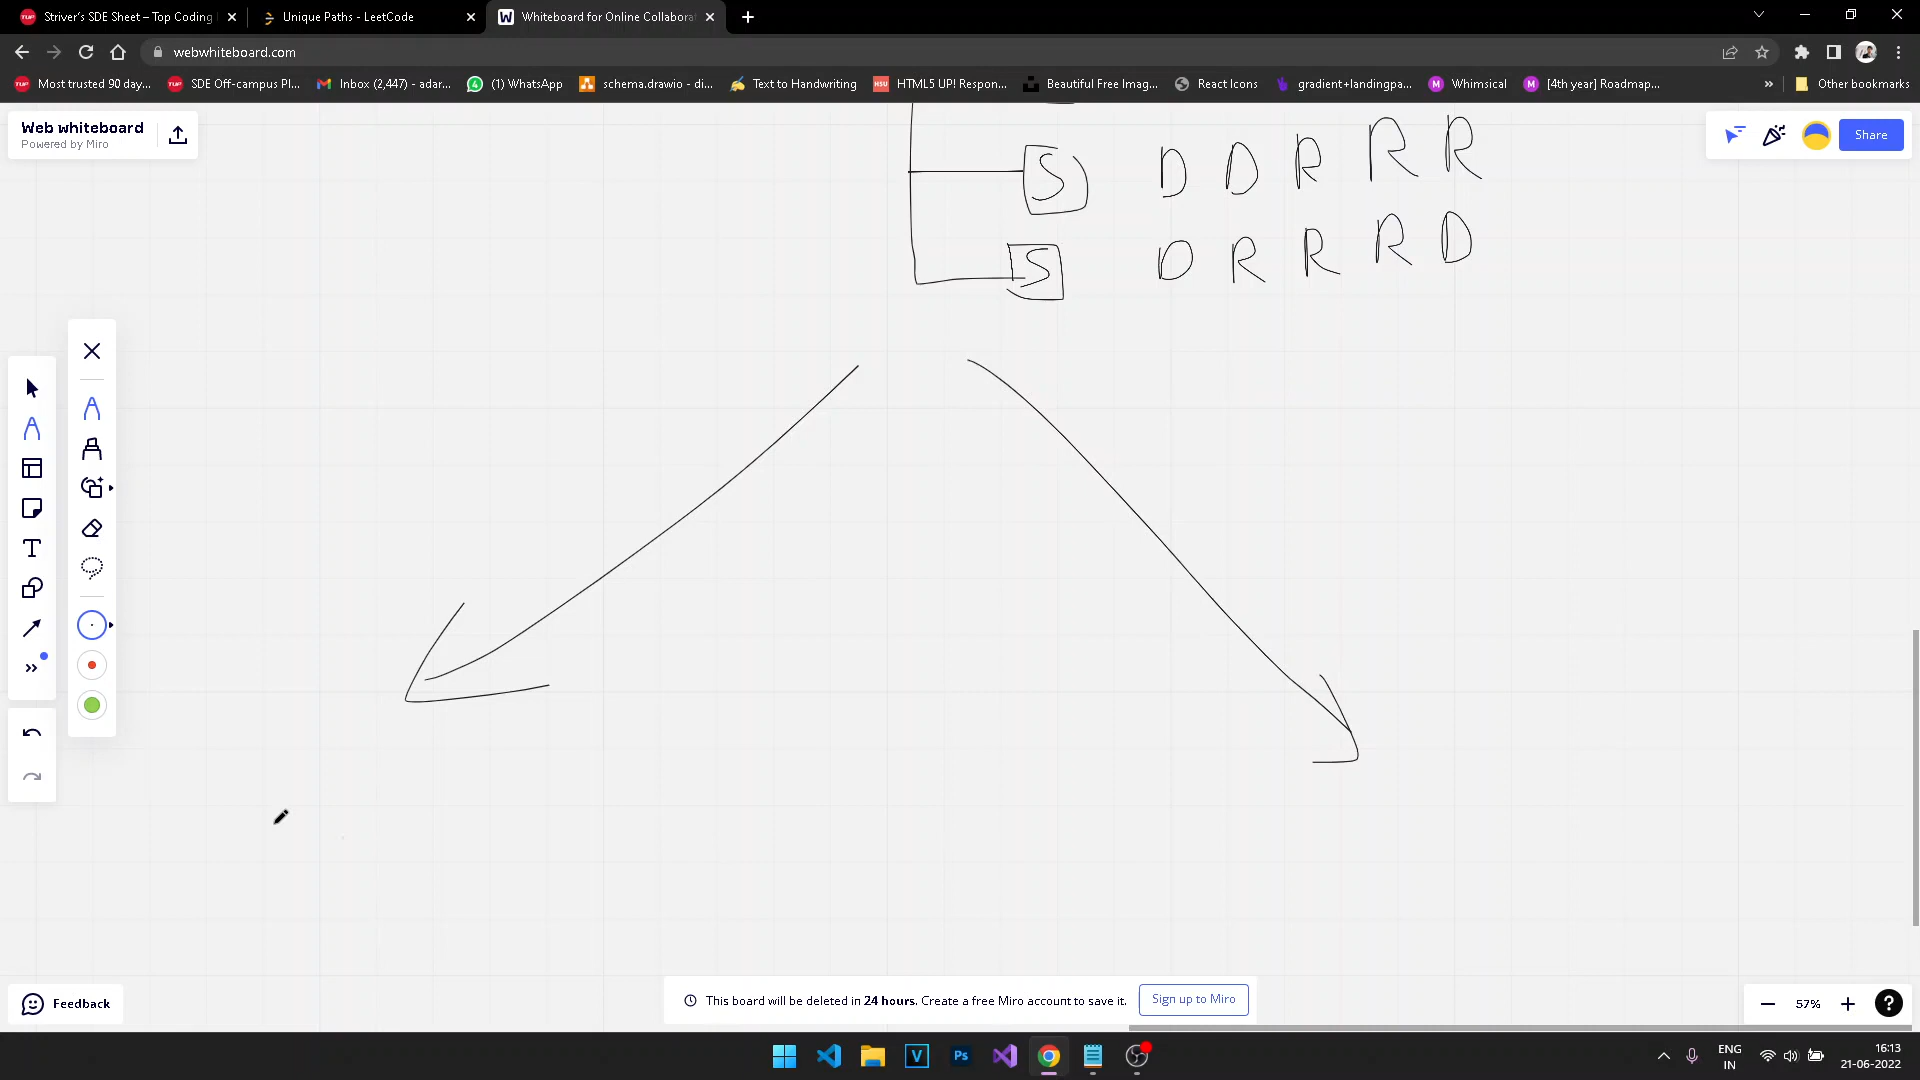 Striver's SDE Sheet – Top Coding
Unique Paths - LeetCode
Whiteboard for Online Collabora
webwhiteboard.com
Most trusted 90 day...
SDE Off-campus Pl...
Inbox (2,447) - adar...
(1) WhatsApp
schema.drawio - di...
Text to Handwriting
HTML5 UP! Respon...
Beautiful Free Imag...
React Icons
gradient+landingpa...
Whimsical
[4th year] Roadmap...
Other bookmarks
Web whiteboard
Powered by Miro
Share
S D D R R R
S D R R R D
Feedback
This board will be deleted in 24 hours. Create a free Miro account to save it.
Sign up to Miro
57%
ENG
IN
16:13
21-06-2022